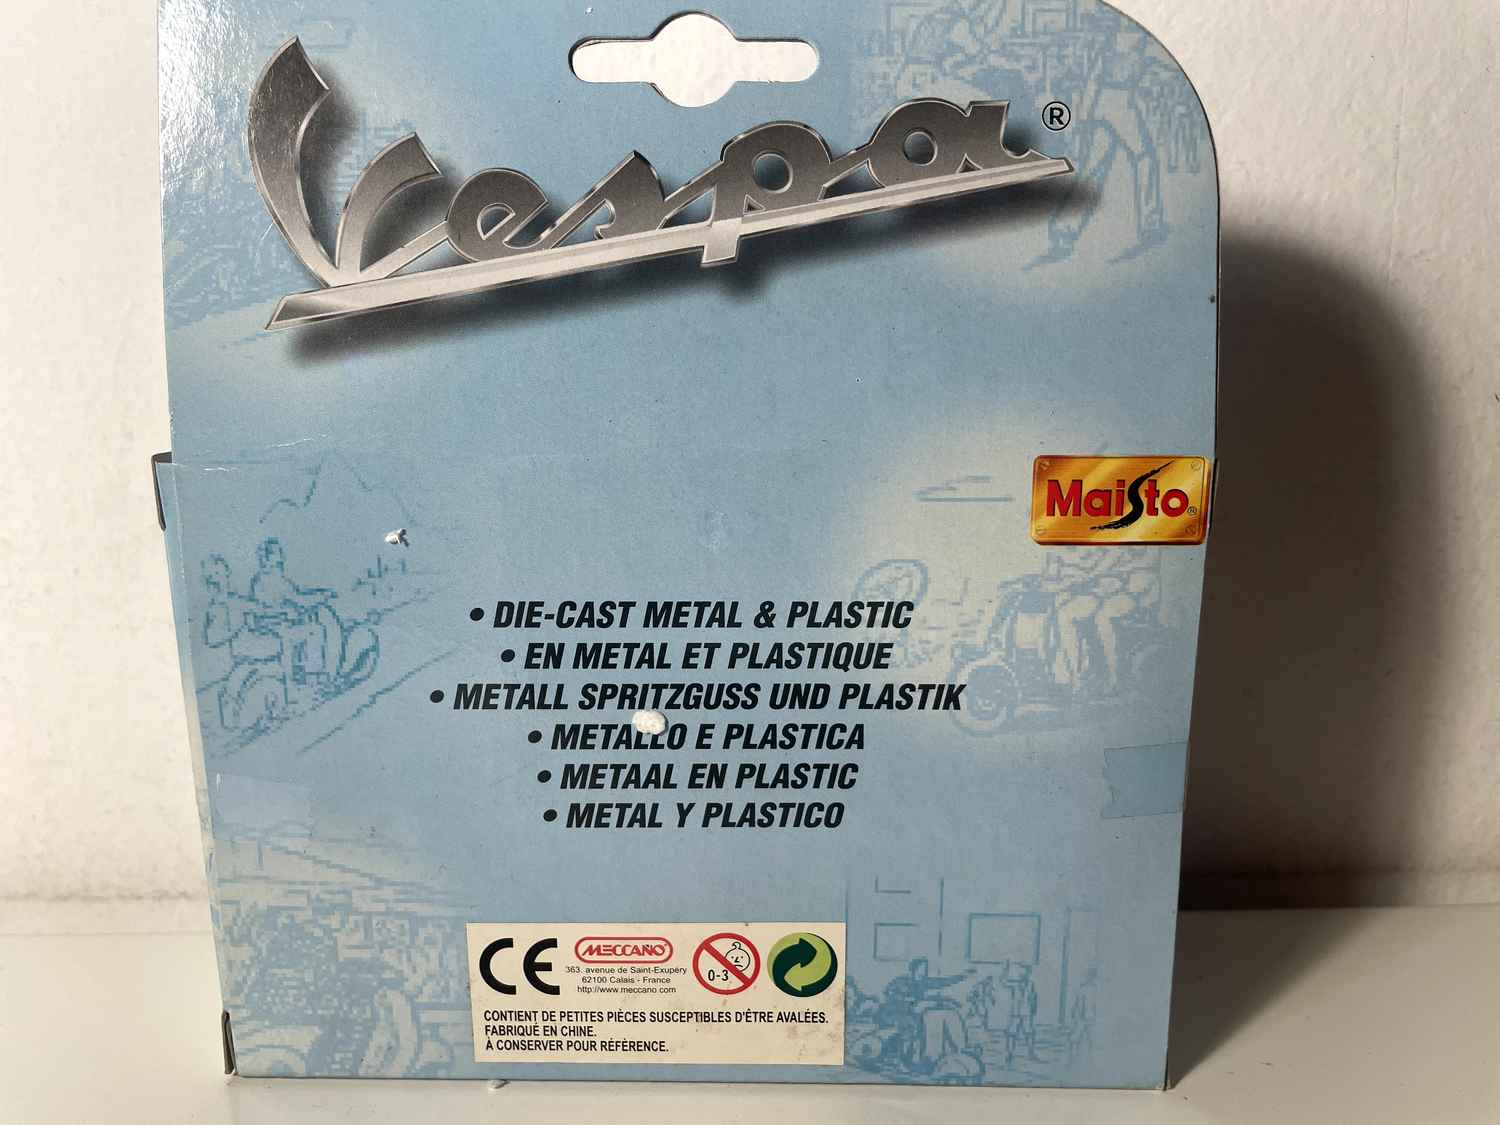 Vespa ®
Maisto ®
• DIE-CAST METAL & PLASTIC
• EN METAL ET PLASTIQUE
• METALL SPRITZGUSS UND PLASTIK
• METALLO E PLASTICA
• METAAL EN PLASTIC
• METAL Y PLASTICO
CE
MECCANO
363. avenue de Saint-Exupéry
62100 Calais - France
http://www.meccano.com
0-3
CONTIENT DE PETITES PIÈCES SUSCEPTIBLES D'ÊTRE AVALÉES.
FABRIQUÉ EN CHINE.
À CONSERVER POUR RÉFÉRENCE.